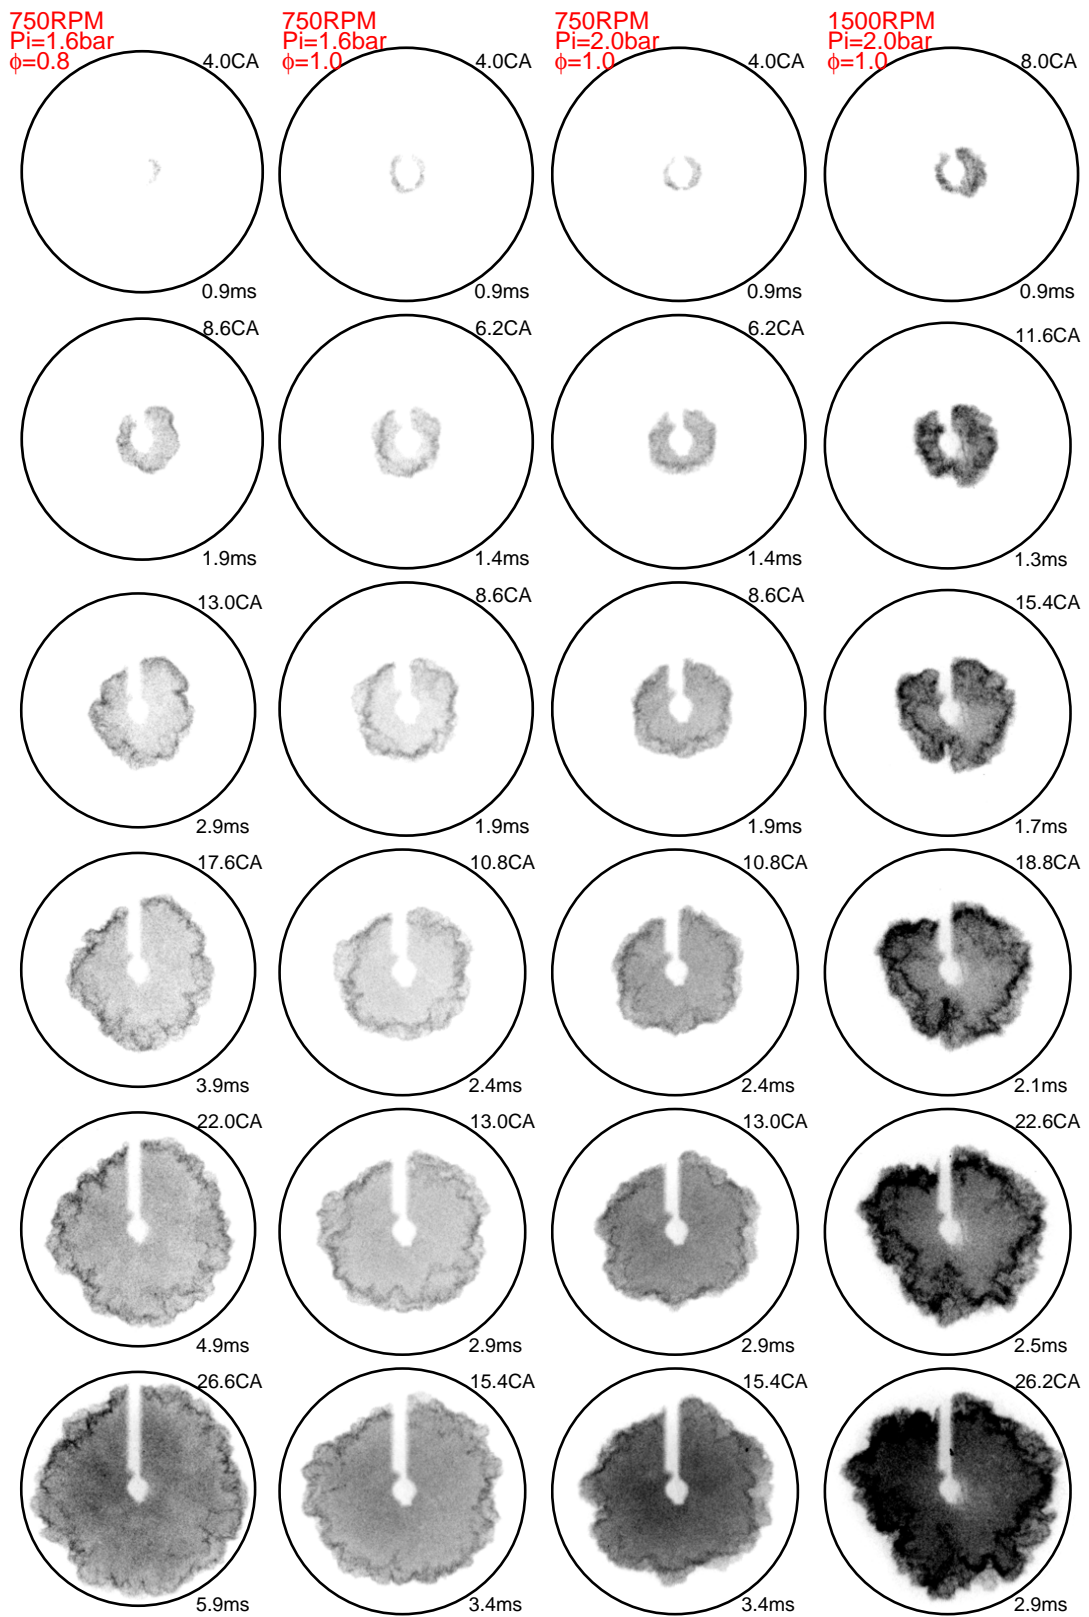 750RPM
Pi=1.6bar
ϕ=0.8
750RPM
Pi=1.6bar
ϕ=1.0
750RPM
Pi=2.0bar
ϕ=1.0
1500RPM
Pi=2.0bar
ϕ=1.0
4.0CA
4.0CA
4.0CA
8.0CA
0.9ms
0.9ms
0.9ms
0.9ms
8.6CA
6.2CA
6.2CA
11.6CA
1.9ms
1.4ms
1.4ms
1.3ms
13.0CA
8.6CA
8.6CA
15.4CA
2.9ms
1.9ms
1.9ms
1.7ms
17.6CA
10.8CA
10.8CA
18.8CA
3.9ms
2.4ms
2.4ms
2.1ms
22.0CA
13.0CA
13.0CA
22.6CA
4.9ms
2.9ms
2.9ms
2.5ms
26.6CA
15.4CA
15.4CA
26.2CA
5.9ms
3.4ms
3.4ms
2.9ms